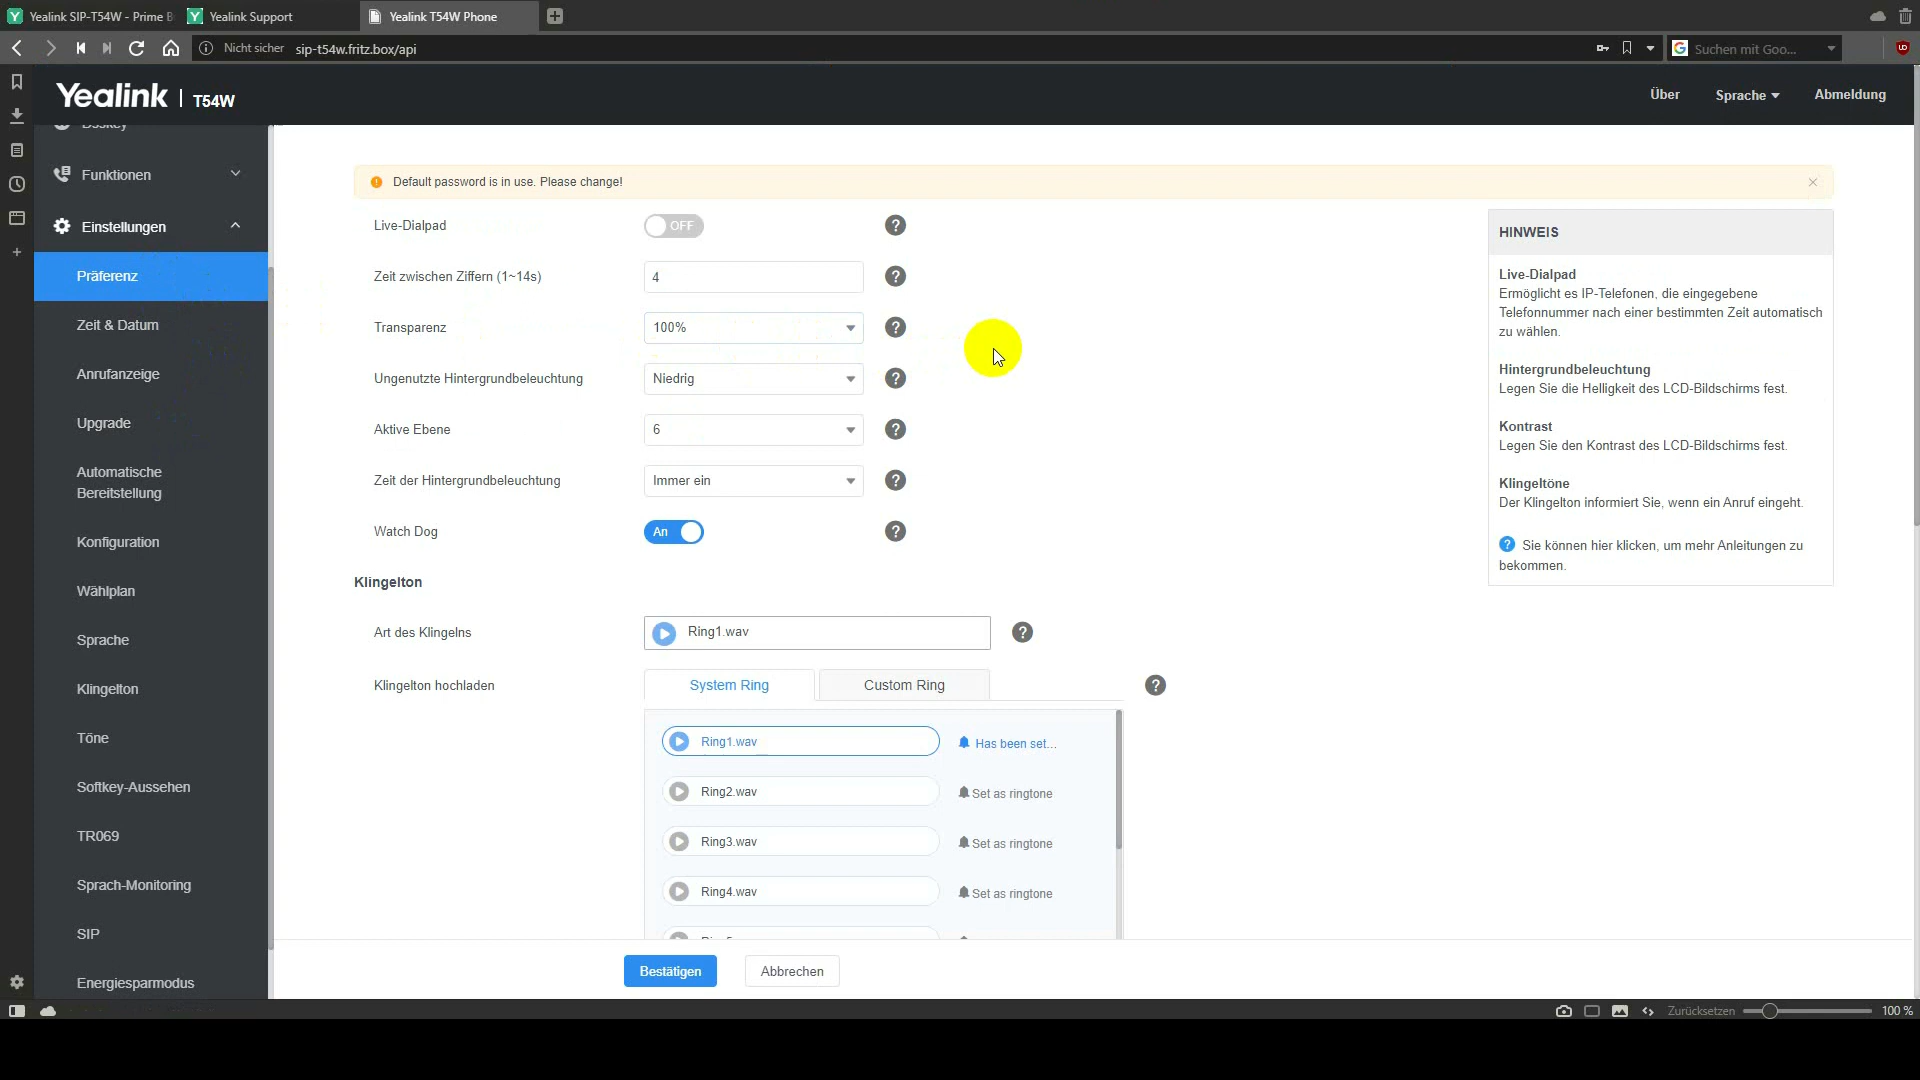 Yealink SIP-T54W - Prime B
Yealink Support
Yealink T54W Phone
Nicht sicher
sip-t54w.fritz.box/api
Suchen mit Goo...
Yealink | T54W
Über
Sprache
Abmeldung
Dsskey
Funktionen
Einstellungen
Präferenz
Zeit & Datum
Anrufanzeige
Upgrade
Automatische
Bereitstellung
Konfiguration
Wählplan
Sprache
Klingelton
Töne
Softkey-Aussehen
TR069
Sprach-Monitoring
SIP
Energiesparmodus
Default password is in use. Please change!
Live-Dialpad
OFF
Zeit zwischen Ziffern (1~14s)
4
Transparenz
100%
Ungenutzte Hintergrundbeleuchtung
Niedrig
Aktive Ebene
6
Zeit der Hintergrundbeleuchtung
Immer ein
Watch Dog
An
Klingelton
Art des Klingelns
Ring1.wav
Klingelton hochladen
System Ring
Custom Ring
Ring1.wav
Has been set...
Ring2.wav
Set as ringtone
Ring3.wav
Set as ringtone
Ring4.wav
Set as ringtone
Bestätigen
Abbrechen
HINWEIS
Live-Dialpad
Ermöglicht es IP-Telefonen, die eingegebene
Telefonnummer nach einer bestimmten Zeit automatisch
zu wählen.
Hintergrundbeleuchtung
Legen Sie die Helligkeit des LCD-Bildschirms fest.
Kontrast
Legen Sie den Kontrast des LCD-Bildschirms fest.
Klingeltöne
Der Klingelton informiert Sie, wenn ein Anruf eingeht.
Sie können hier klicken, um mehr Anleitungen zu
bekommen.
Zurücksetzen
100 %